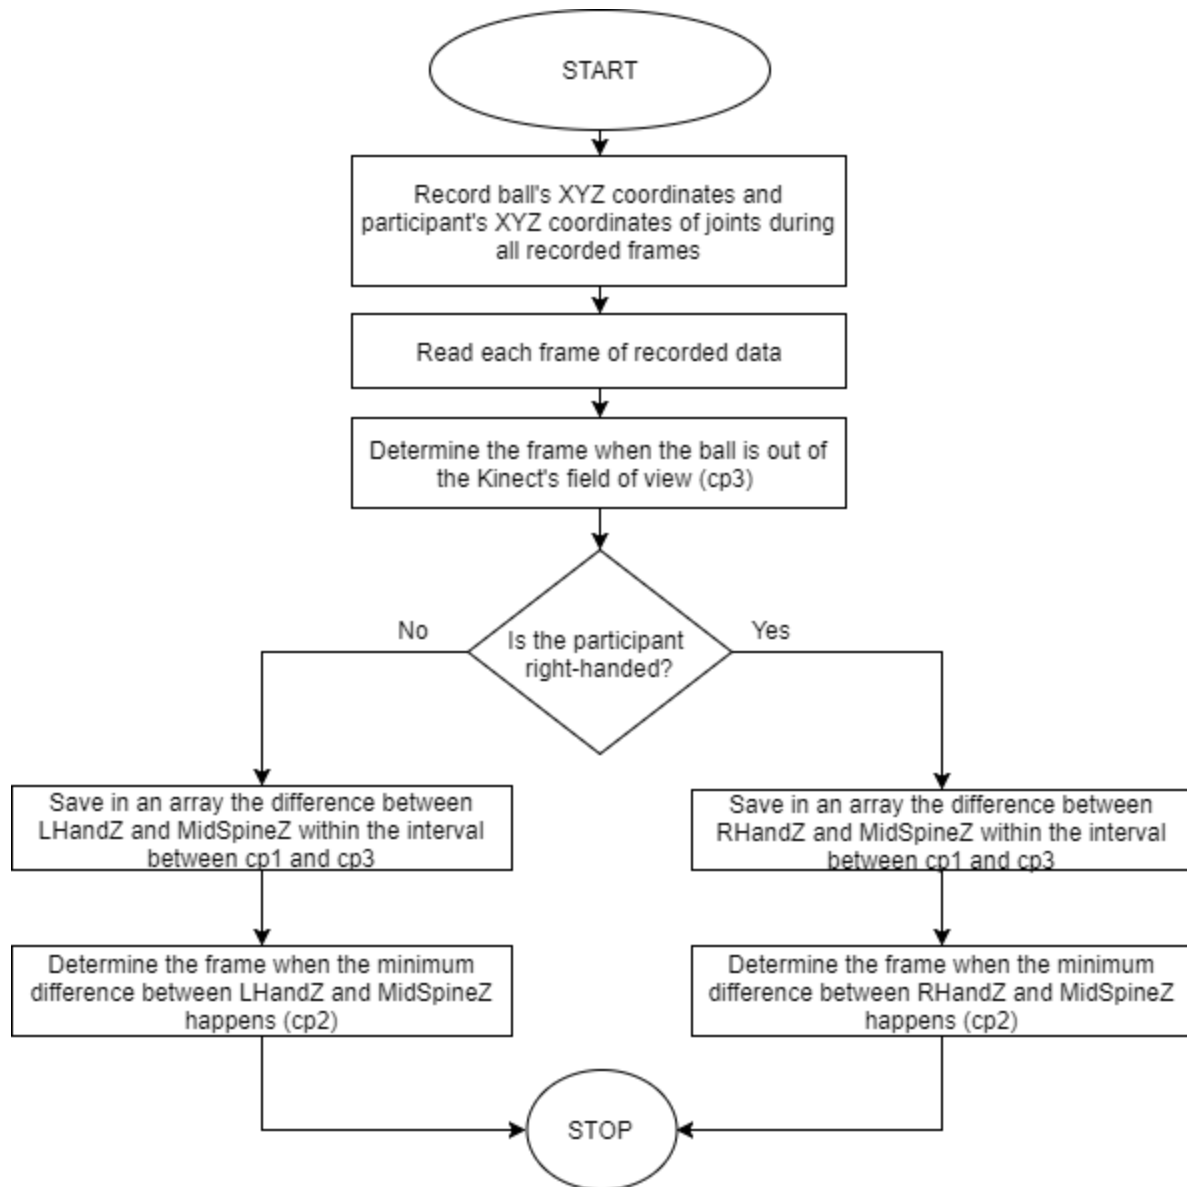 START
Record ball's XYZ coordinates and
participant's XYZ coordinates of joints during
all recorded frames
Read each frame of recorded data
Determine the frame when the ball is out of
the Kinect's field of view (cp3)
No
Yes
Is the participant
right-handed?
Save in an array the difference between
LHandZ and MidSpineZ within the interval
between cp1 and cp3
Save in an array the difference between
RHandZ and MidSpineZ within the interval
between cp1 and cp3
Determine the frame when the minimum
difference between LHandZ and MidSpineZ
happens (cp2)
Determine the frame when the minimum
difference between RHandZ and MidSpineZ
happens (cp2)
STOP